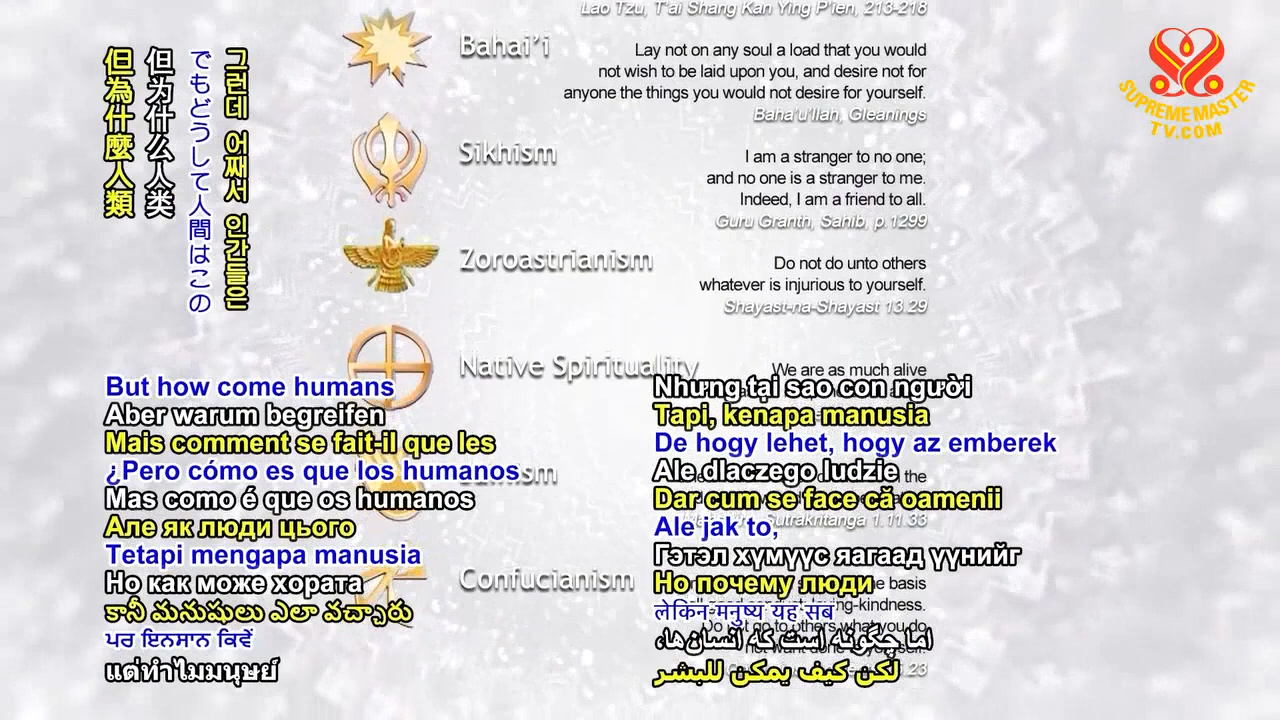 Lao Tzu, T'ai Shang Kan Ying P'ien, 213-218
Bahai'i
Lay not on any soul a load that you would
not wish to be laid upon you, and desire not for
anyone the things you would not desire for yourself.
Baha'u'llah, Gleanings
Sikhism
I am a stranger to no one;
and no one is a stranger to me.
Indeed, I am a friend to all.
Guru Granth, Sahib, p.1299
Zoroastrianism
Do not do unto others
whatever is injurious to yourself.
Shayast-na-Shayast 13.29
Native Spirituality
We are as much alive
Confucianism
SUPREME MASTER
TV.COM
그런데 어째서 인간들은
でもどうして人間はこの
但为什么人类
但為什麼人類
But how come humans
Aber warum begreifen
Mais comment se fait-il que les
¿Pero cómo es que los humanos
Mas como é que os humanos
Але як люди цього
Tetapi mengapa manusia
Но как може хората
కానీ మనుషులు ఎలా వచ్చారు
ਪਰ ਇਨਸਾਨ ਕਿਵੇਂ
แต่ทำไมมนุษย์
Nhưng tại sao con người
Tapi, kenapa manusia
De hogy lehet, hogy az emberek
Ale dlaczego ludzie
Dar cum se face că oamenii
Ale jak to,
Гэтэл хүмүүс яагаад үүнийг
Но почему люди
लेकिन मनुष्य यह सब
اما چگونه است که انسان‌ها،
لكن كيف يمكن للبشر
the
Sutrakritanga 1.11.33
basis
loving-kindness.